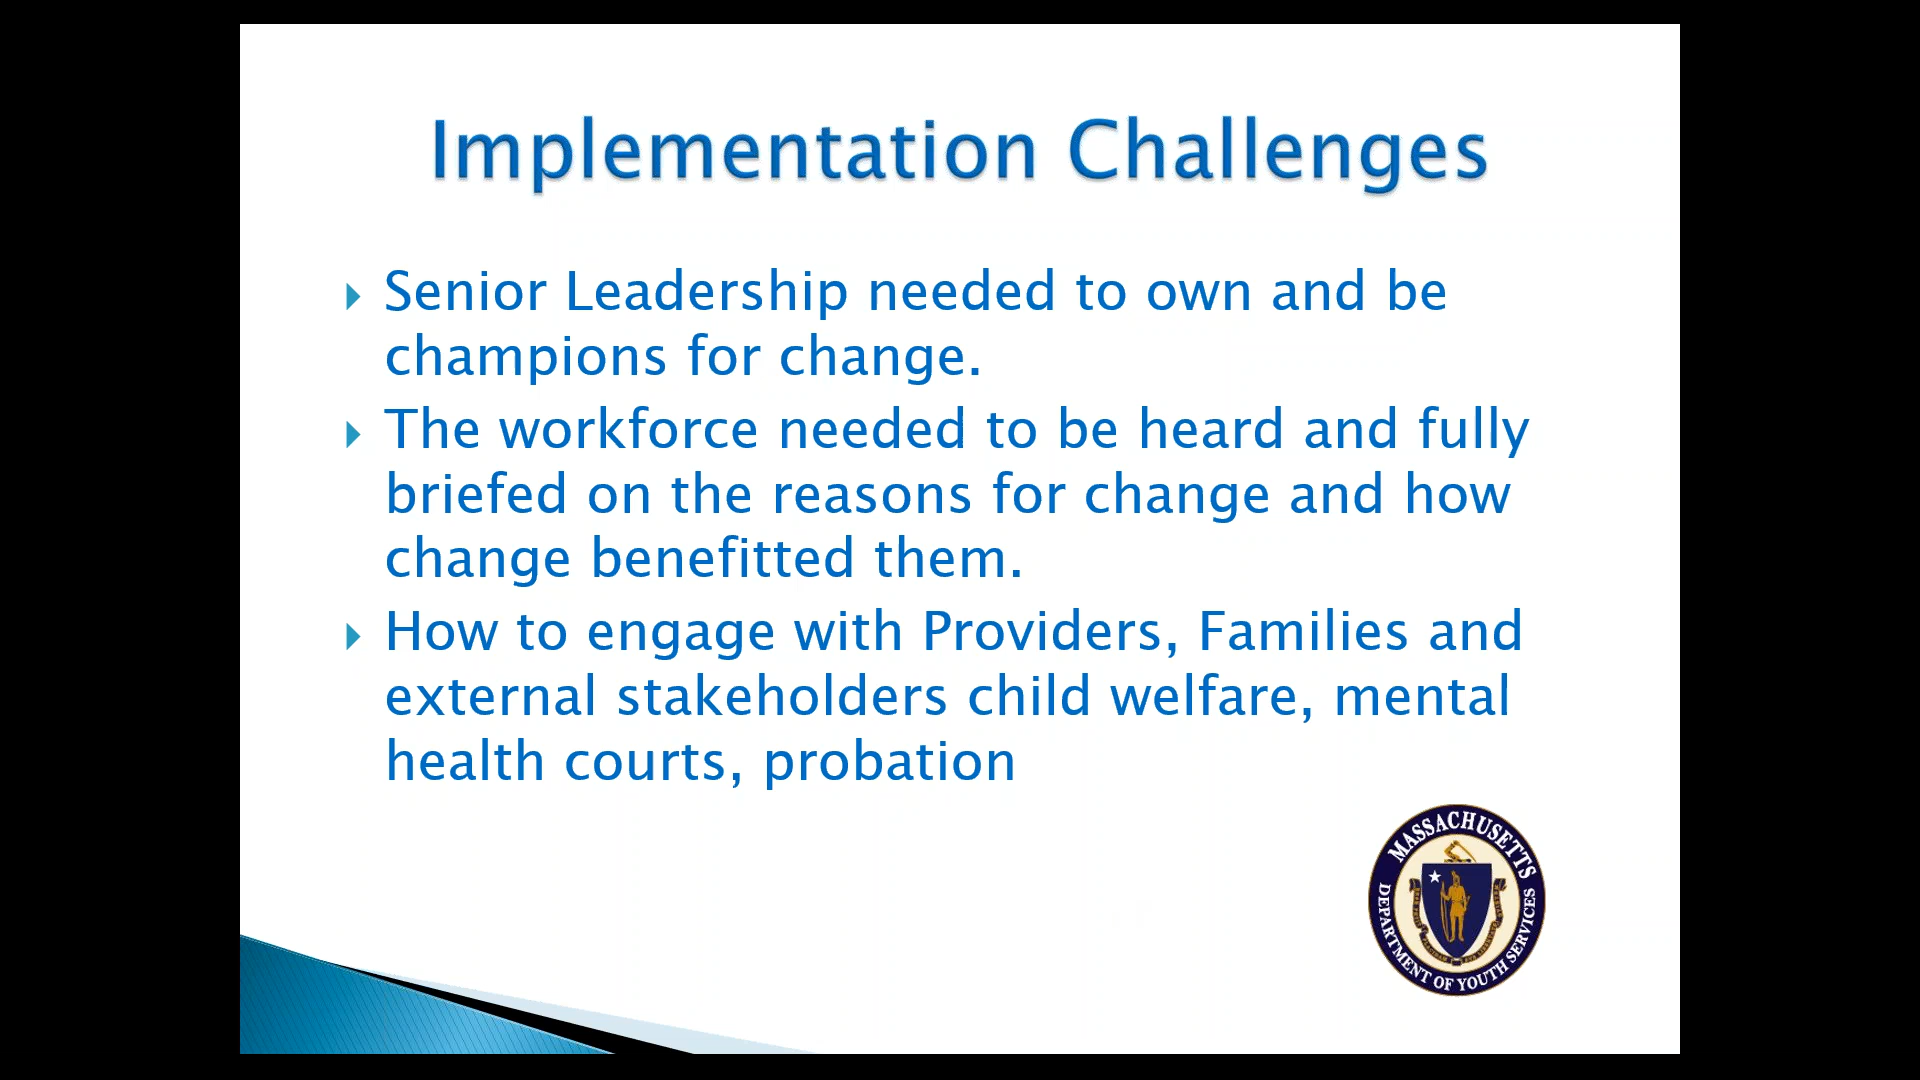 Implementation Challenges
Senior Leadership needed to own and be
champions for change.
The workforce needed to be heard and fully
briefed on the reasons for change and how
change benefitted them.
How to engage with Providers, Families and
external stakeholders child welfare, mental
health courts, probation
MASSACHUSETTS
DEPARTMENT OF YOUTH SERVICES